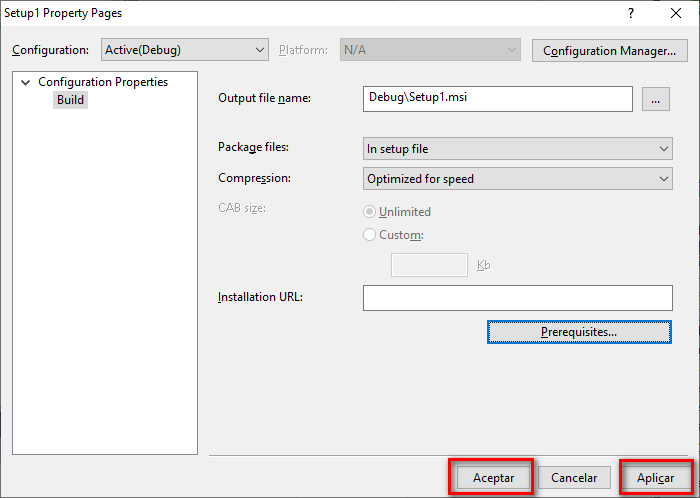 Setup1 Property Pages
? ×
Configuration: Active(Debug) Platform: N/A Configuration Manager...
Configuration Properties
Build
Output file name: Debug\Setup1.msi ...
Package files: In setup file
Compression: Optimized for speed
CAB size: Unlimited
Custom:
Kb
Installation URL:
Prerequisites...
Aceptar Cancelar Aplicar